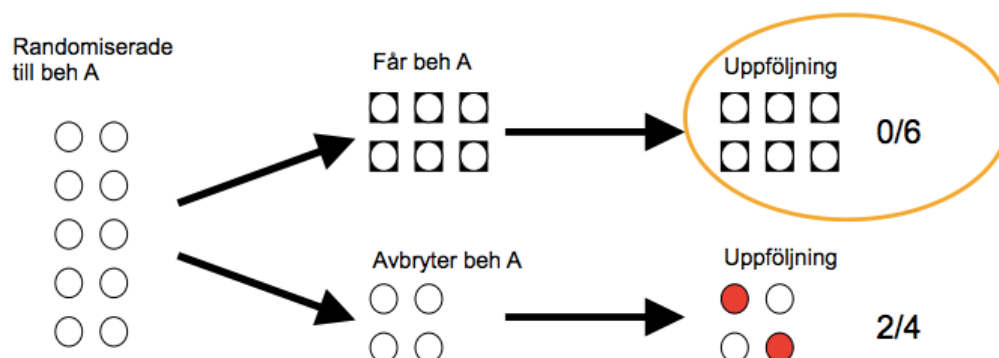 Randomiserade
till beh A
Får beh A
Uppföljning
0/6
Avbryter beh A
Uppföljning
2/4